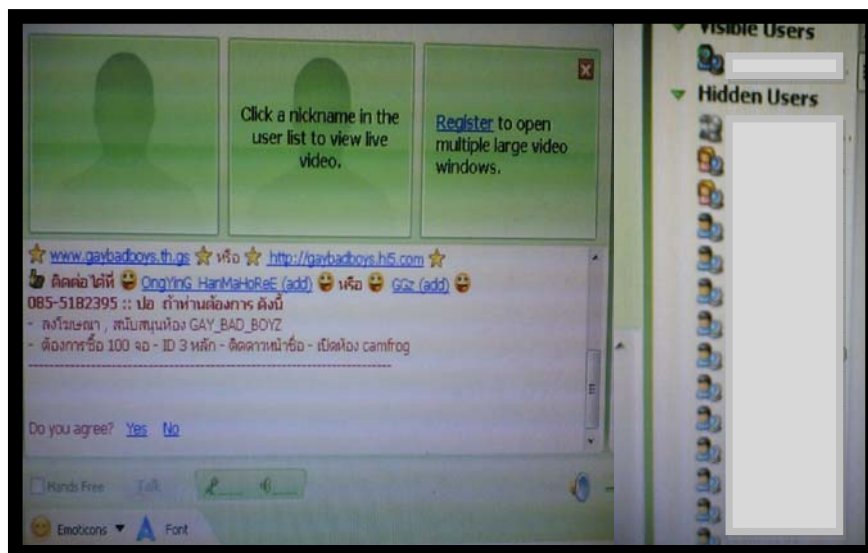 Click a nickname in the
user list to view live
video.
Register to open
multiple large video
windows.
www.gaybadboys.th.gs หรือ http://gaybadboys.hi5.com
ติดต่อได้ที่ OngYinG_HanMaHoReE (add) หรือ GGz (add)
085-5182395 :: ปอ ถ้าท่านต้องการ ดังนี้
- ลงโฆษณา , สนับสนุนห้อง GAY_BAD_BOYZ
- ต้องการซื้อ 100 จอ - ID 3 หลัก - ติดดาวหน้าชื่อ - เปิดห้อง camfrog
Do you agree? Yes No
Hands Free Talk
Emoticons Font
Visible Users
Hidden Users